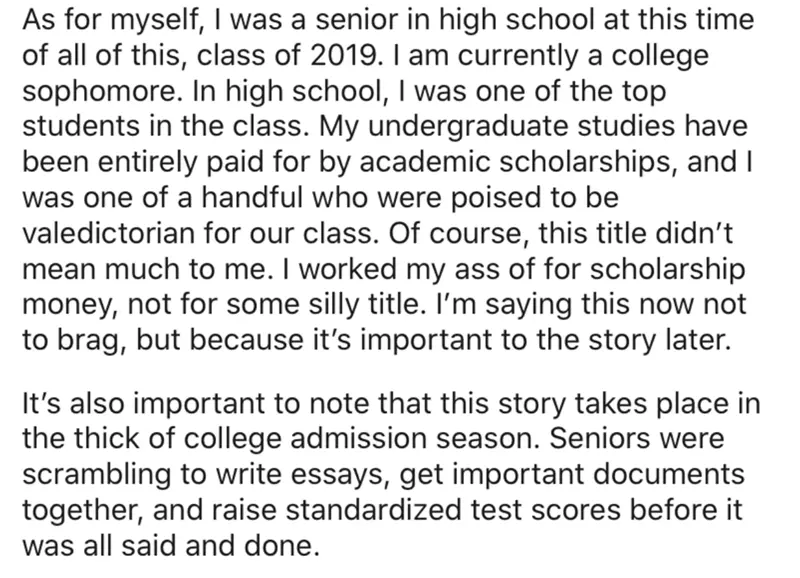 As for myself, I was a senior in high school at this time
of all of this, class of 2019. I am currently a college
sophomore. In high school, I was one of the top
students in the class. My undergraduate studies have
been entirely paid for by academic scholarships, and I
was one of a handful who were poised to be
valedictorian for our class. Of course, this title didn’t
mean much to me. I worked my ass of for scholarship
money, not for some silly title. I’m saying this now not
to brag, but because it’s important to the story later.
It’s also important to note that this story takes place in
the thick of college admission season. Seniors were
scrambling to write essays, get important documents
together, and raise standardized test scores before it
was all said and done.